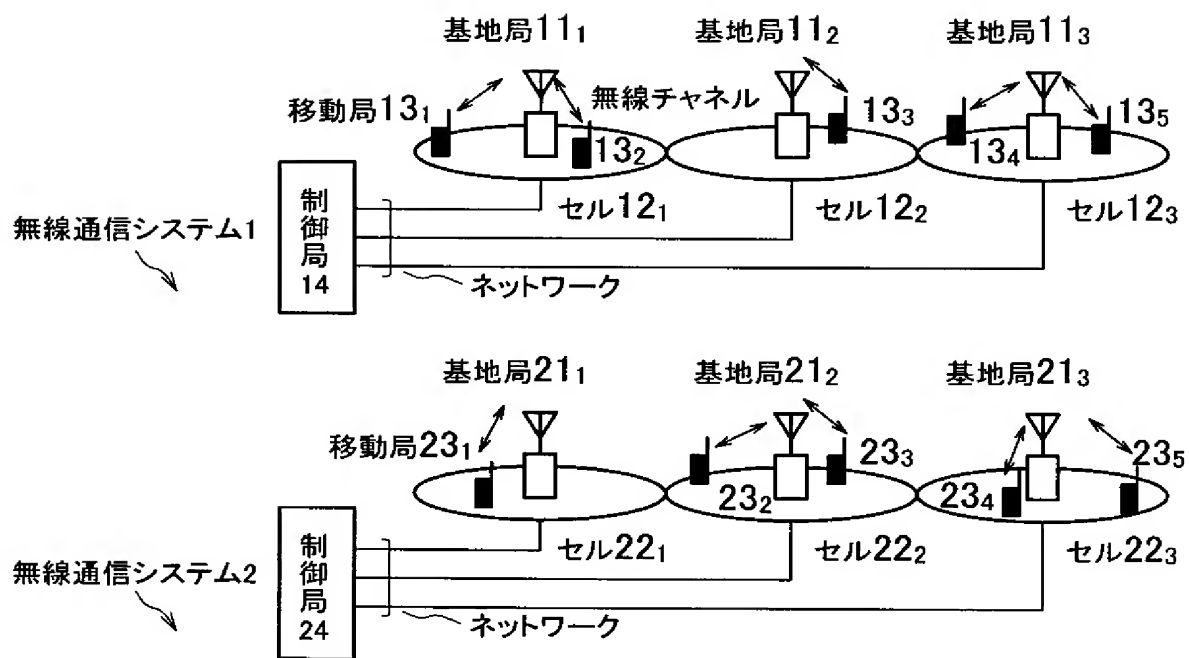 基地局11₁
基地局11₂
基地局11₃
移動局13₁
無線チャネル
13₂
13₃
13₄
13₅
制御局14
セル12₁
セル12₂
セル12₃
無線通信システム1
ネットワーク
基地局21₁
基地局21₂
基地局21₃
移動局23₁
23₂
23₃
23₄
23₅
制御局24
セル22₁
セル22₂
セル22₃
無線通信システム2
ネットワーク